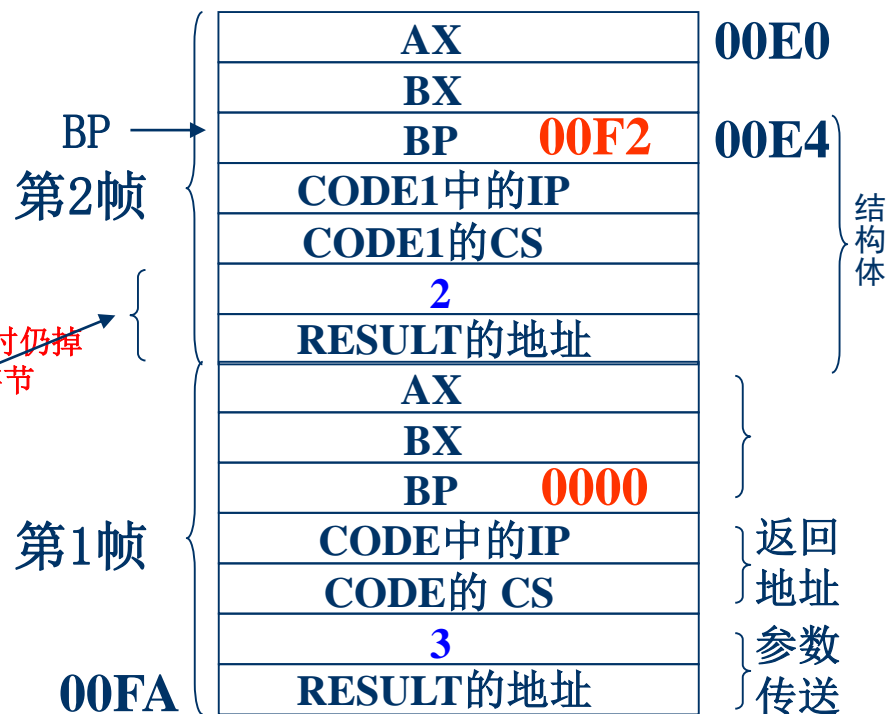 AX 00E0
BX
BP BP 00F2 00E4
第2帧 CODE1中的IP
CODE1的CS
结构体
2
RESULT的地址
时仍掉
节
AX
BX
BP 0000
第1帧 CODE中的IP 返回
CODE的 CS 地址
3 参数
00FA RESULT的地址 传送